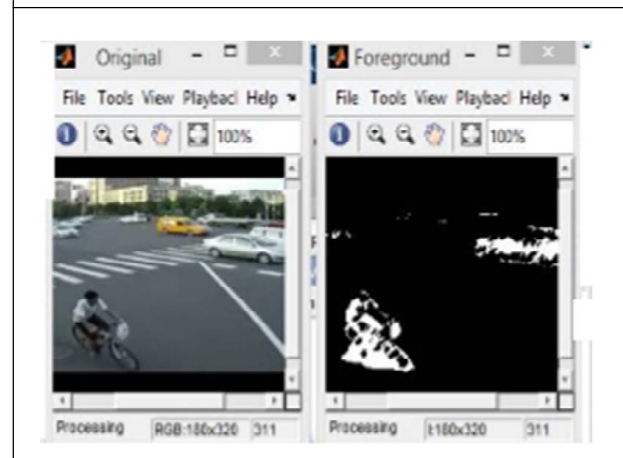 Original
File Tools View Playbacl Help
100%
Processing RGB:180x320 311
Foreground
File Tools View Playbacl Help
100%
Processing I:180x320 311